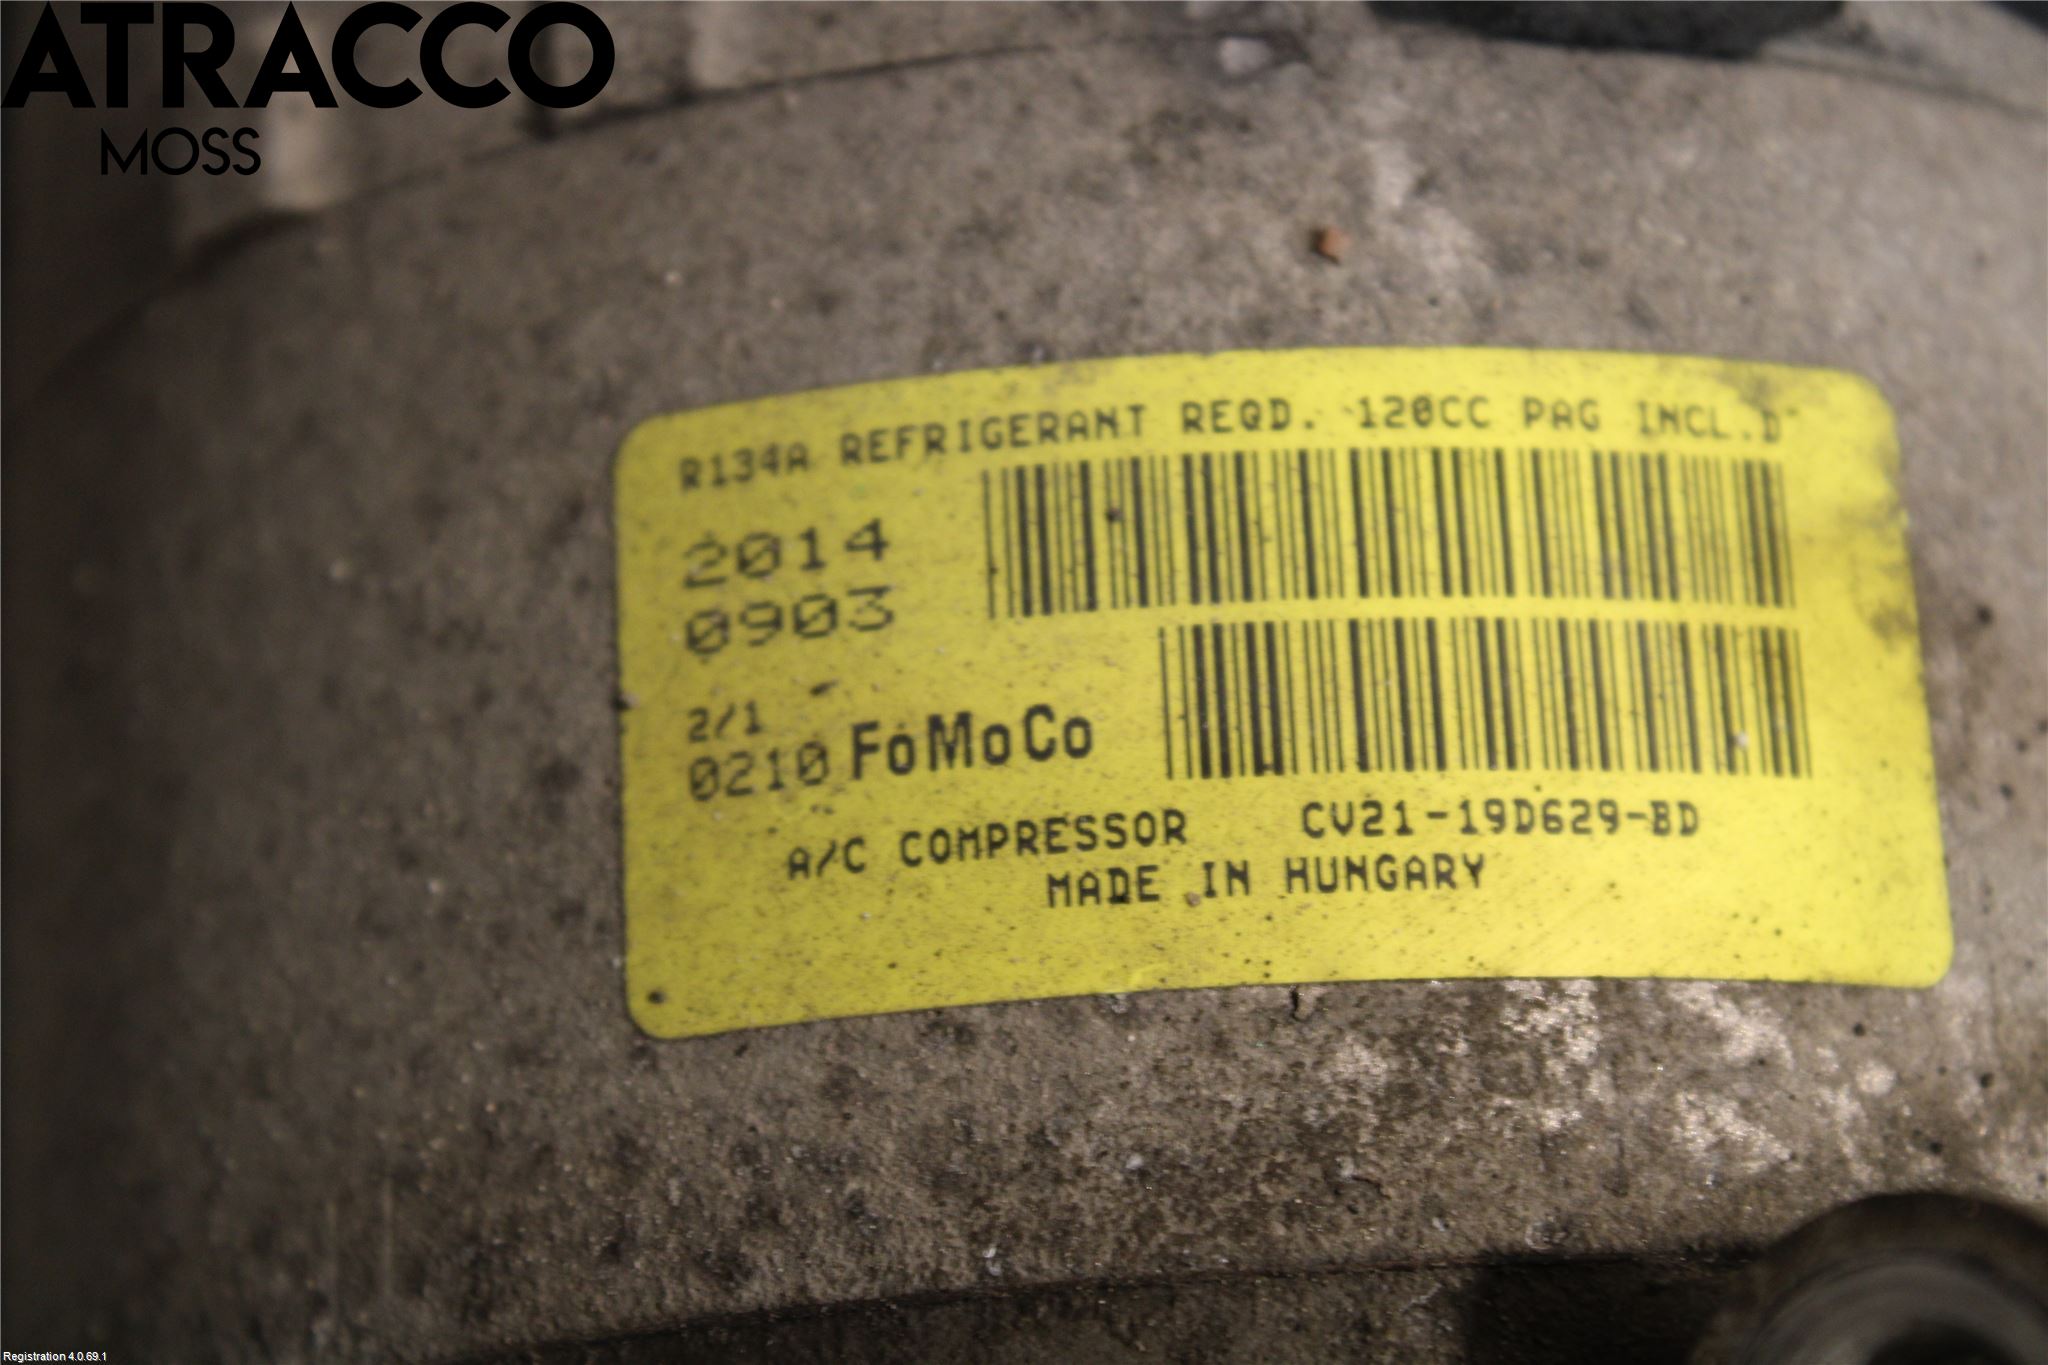 ATRACCO
MOSS
R134A REFRIGERANT REQD. 120CC PAG INCL.D
2014
0903
2/1
0210 FoMoCo
A/C COMPRESSOR CV21-19D629-BD
MADE IN HUNGARY
Registration 4.0.69.1